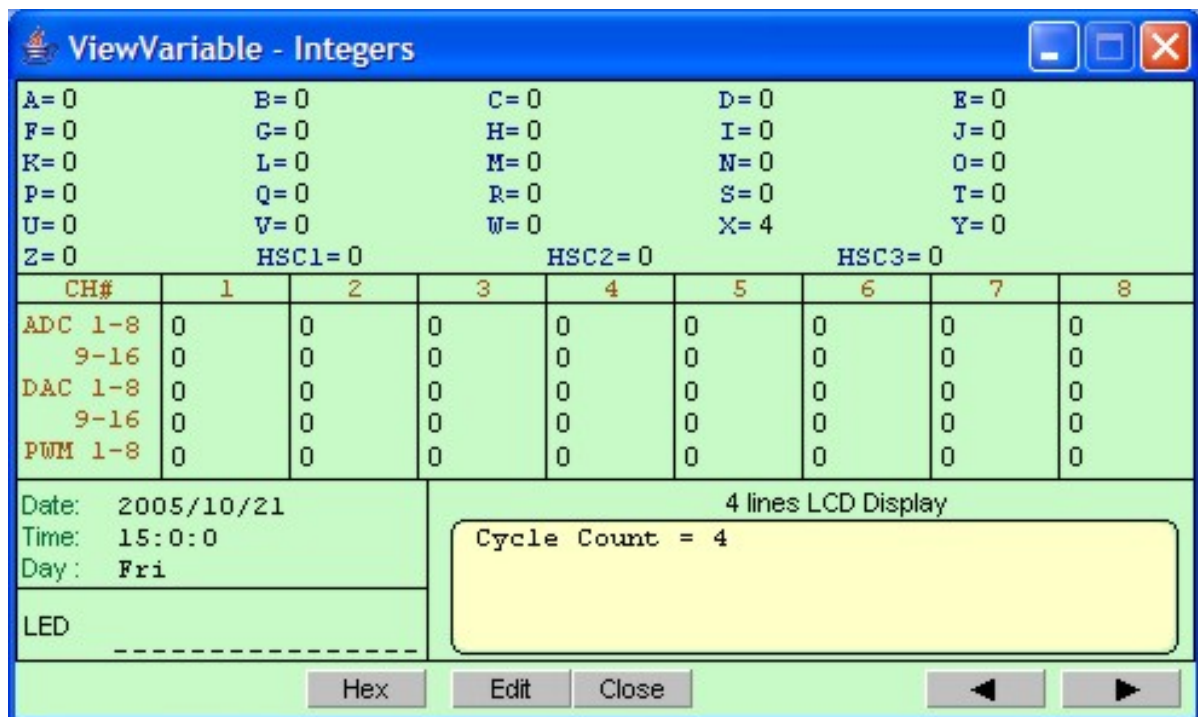 ViewVariable - Integers
A= 0 B= 0 C= 0 D= 0 E= 0
F= 0 G= 0 H= 0 I= 0 J= 0
K= 0 L= 0 M= 0 N= 0 O= 0
P= 0 Q= 0 R= 0 S= 0 T= 0
U= 0 V= 0 W= 0 X= 4 Y= 0
Z= 0 HSC1= 0 HSC2= 0 HSC3= 0
CH# 1 2 3 4 5 6 7 8
ADC 1-8 0 0 0 0 0 0 0 0
9-16 0 0 0 0 0 0 0 0
DAC 1-8 0 0 0 0 0 0 0 0
9-16 0 0 0 0 0 0 0 0
PWM 1-8 0 0 0 0 0 0 0 0
Date: 2005/10/21
Time: 15:0:0
Day : Fri
LED ________________
4 lines LCD Display
Cycle Count = 4
Hex Edit Close